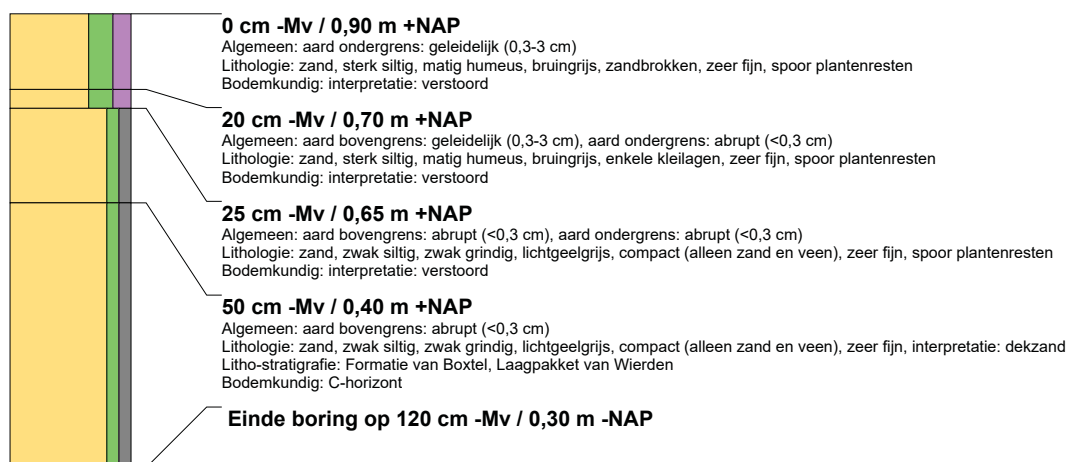 0 cm -Mv / 0,90 m +NAP
Algemeen: aard ondergrens: geleidelijk (0,3-3 cm)
Lithologie: zand, sterk siltig, matig humeus, bruingrijs, zandbrokken, zeer fijn, spoor plantenresten
Bodemkundig: interpretatie: verstoord
20 cm -Mv / 0,70 m +NAP
Algemeen: aard bovengrens: geleidelijk (0,3-3 cm), aard ondergrens: abrupt (<0,3 cm)
Lithologie: zand, sterk siltig, matig humeus, bruingrijs, enkele kleilagen, zeer fijn, spoor plantenresten
Bodemkundig: interpretatie: verstoord
25 cm -Mv / 0,65 m +NAP
Algemeen: aard bovengrens: abrupt (<0,3 cm), aard ondergrens: abrupt (<0,3 cm)
Lithologie: zand, zwak siltig, zwak grindig, lichtgeelgrijs, compact (alleen zand en veen), zeer fijn, spoor plantenresten
Bodemkundig: interpretatie: verstoord
50 cm -Mv / 0,40 m +NAP
Algemeen: aard bovengrens: abrupt (<0,3 cm)
Lithologie: zand, zwak siltig, zwak grindig, lichtgeelgrijs, compact (alleen zand en veen), zeer fijn, interpretatie: dekzand
Litho-stratigrafie: Formatie van Boxtel, Laagpakket van Wierden
Bodemkundig: C-horizont
Einde boring op 120 cm -Mv / 0,30 m -NAP